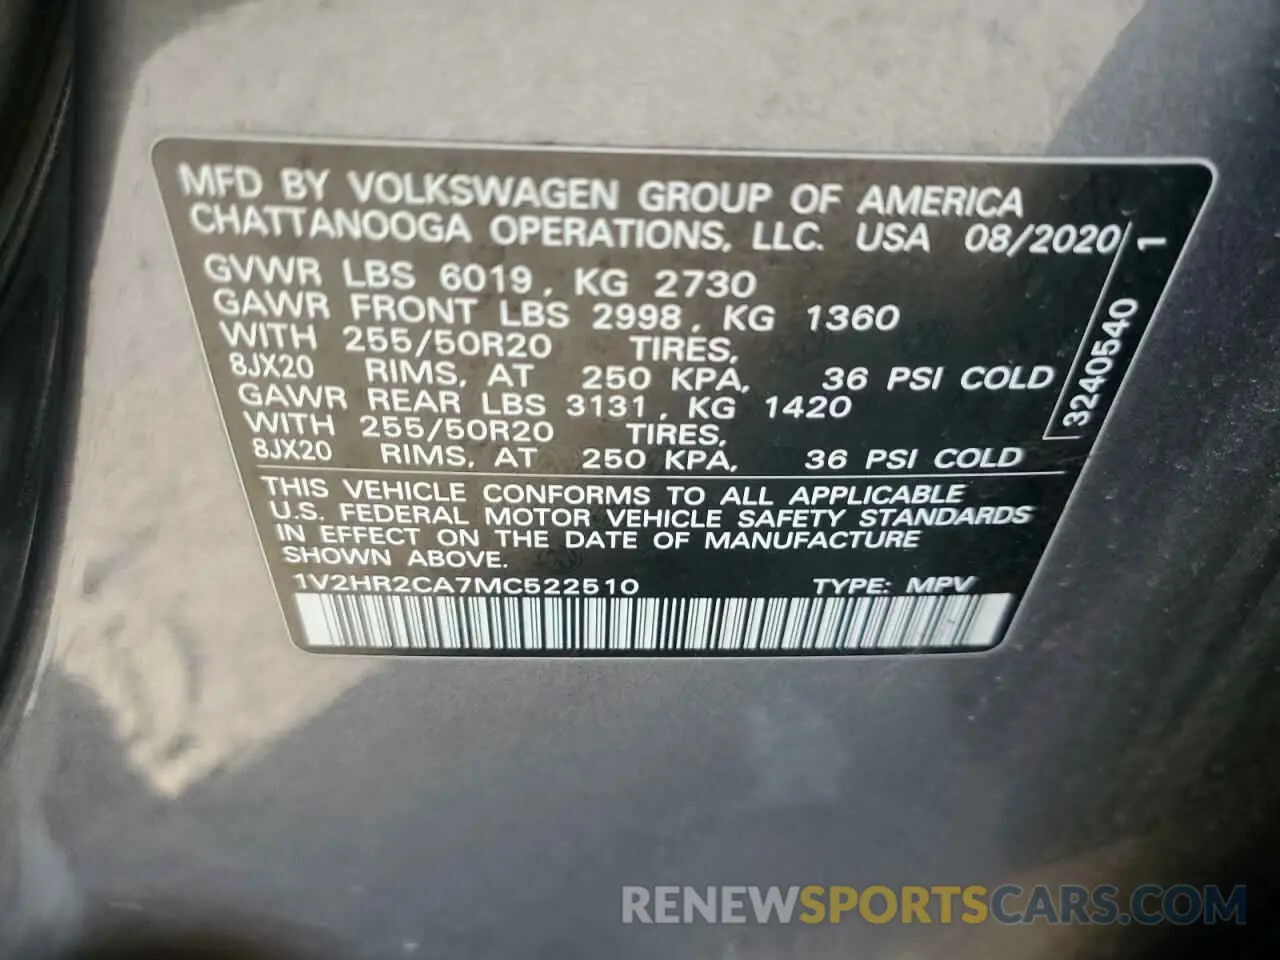 MFD BY VOLKSWAGEN GROUP OF AMERICA
CHATTANOOGA OPERATIONS, LLC. USA 08/2020
GVWR LBS 6019, KG 2730
GAWR FRONT LBS 2998, KG 1360
WITH 255/50R20 TIRES,
8JX20 RIMS, AT 250 KPA, 36 PSI COLD
GAWR REAR LBS 3131, KG 1420
WITH 255/50R20 TIRES,
8JX20 RIMS, AT 250 KPA, 36 PSI COLD
THIS VEHICLE CONFORMS TO ALL APPLICABLE
U.S. FEDERAL MOTOR VEHICLE SAFETY STANDARDS
IN EFFECT ON THE DATE OF MANUFACTURE
SHOWN ABOVE.
1V2HR2CA7MC522510 TYPE: MPV
3240540 1
RENEWSPORTSCARS.COM